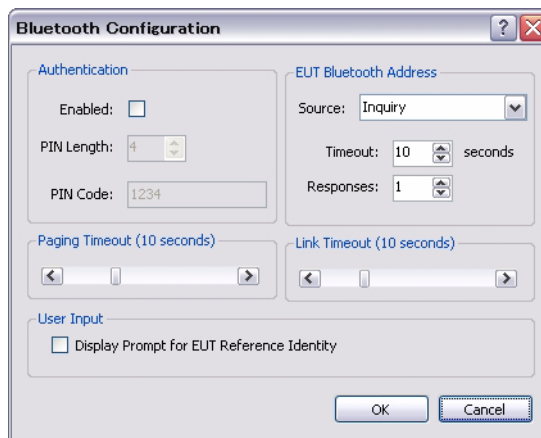 Bluetooth Configuration
Authentication
Enabled:
PIN Length: 4
PIN Code: 1234
EUT Bluetooth Address
Source: Inquiry
Timeout: 10 seconds
Responses: 1
Paging Timeout (10 seconds)
Link Timeout (10 seconds)
User Input
Display Prompt for EUT Reference Identity
OK Cancel